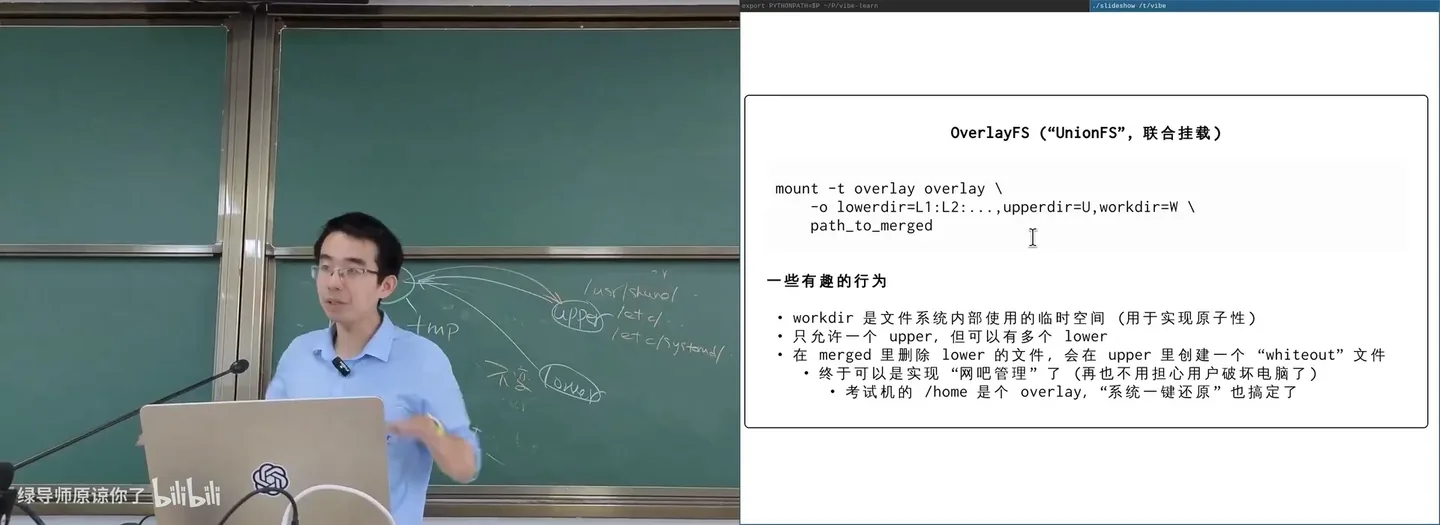 export PYTHONPATH=$P ~/P/vibe-learn
./slideshow /t/vibe
OverlayFS (“UnionFS”, 联合挂载)
mount -t overlay overlay \
-o lowerdir=L1:L2:...,upperdir=U,workdir=W \
path_to_merged
一些有趣的行为
• workdir 是文件系统内部使用的临时空间 (用于实现原子性)
• 只允许一个 upper, 但可以有多个 lower
• 在 merged 里删除 lower 的文件, 会在 upper 里创建一个 “whiteout” 文件
• 终于可以是实现 “网吧管理” 了 (再也不用担心用户破坏电脑了)
• 考试机的 /home 是个 overlay, “系统一键还原” 也搞定了
upper
/etc/
/etc/systemd/
tmp
不变
lower
绿导师原谅你了 bilibili